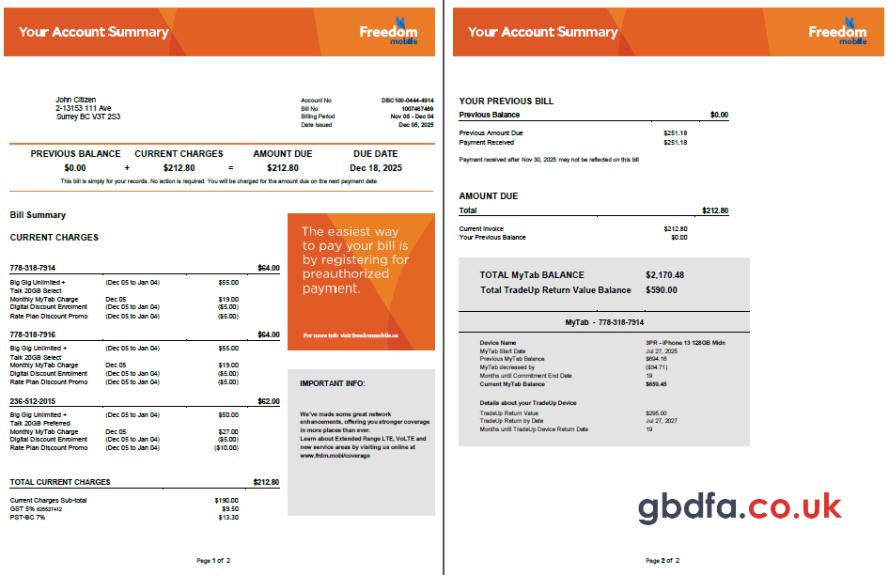 Your Account Summary
Freedom
mobile
John Citizen
2-13153 111 Ave
Surrey BC V3T 2S3
Account No. DBC100-0444-4914
Bill No. 1007467469
Billing Period Nov 05 - Dec 04
Date Issued Dec 05, 2025
PREVIOUS BALANCE CURRENT CHARGES AMOUNT DUE DUE DATE
$0.00 + $212.80 = $212.80 Dec 18, 2025
This bill is simply for your records. No action is required. You will be charged for the amount due on the next payment date.
Bill Summary
CURRENT CHARGES
778-318-7914 $64.00
Big Gig Unlimited + (Dec 05 to Jan 04) $55.00
Talk 20GB Select
Monthly MyTab Charge Dec 05 $19.00
Digital Discount Enrolment (Dec 05 to Jan 04) ($5.00)
Rate Plan Discount Promo (Dec 05 to Jan 04) ($5.00)
778-318-7916 $64.00
Big Gig Unlimited + (Dec 05 to Jan 04) $55.00
Talk 20GB Select
Monthly MyTab Charge Dec 05 $19.00
Digital Discount Enrolment (Dec 05 to Jan 04) ($5.00)
Rate Plan Discount Promo (Dec 05 to Jan 04) ($5.00)
236-512-2015 $62.00
Big Gig Unlimited + (Dec 05 to Jan 04) $50.00
Talk 20GB Preferred
Monthly MyTab Charge Dec 05 $27.00
Digital Discount Enrolment (Dec 05 to Jan 04) ($5.00)
Rate Plan Discount Promo (Dec 05 to Jan 04) ($10.00)
TOTAL CURRENT CHARGES $212.80
Current Charges Sub-total $190.00
GST 5% $9.50
PST-BC 7% $13.30
The easiest way
to pay your bill is
by registering for
preauthorized
payment.
For more info visit freedommobile.ca
IMPORTANT INFO:
We've made some great network
enhancements, offering you stronger coverage
in more places than ever.
Learn about Extended Range LTE, VoLTE and
new service areas by visiting us online at
www.frdm.mobi/coverage
Page 1 of 2
Your Account Summary
Freedom
mobile
YOUR PREVIOUS BILL
Previous Balance $0.00
Previous Amount Due $251.18
Payment Received $251.18
Payment received after Nov 30, 2025 may not be reflected on this bill
AMOUNT DUE
Total $212.80
Current Invoice $212.80
Your Previous Balance $0.00
TOTAL MyTab BALANCE $2,170.48
Total TradeUp Return Value Balance $590.00
MyTab - 778-318-7914
Device Name 3PR - iPhone 13 128GB Midn
MyTab Start Date Jul 27, 2025
Previous MyTab Balance $694.16
MyTab decreased by ($34.71)
Months until Commitment End Date 19
Current MyTab Balance $659.45
Details about your TradeUp Device
TradeUp Return Value $295.00
TradeUp Return by Date Jul 27, 2027
Months until TradeUp Device Return Date 19
gbdfa.co.uk
Page 2 of 2